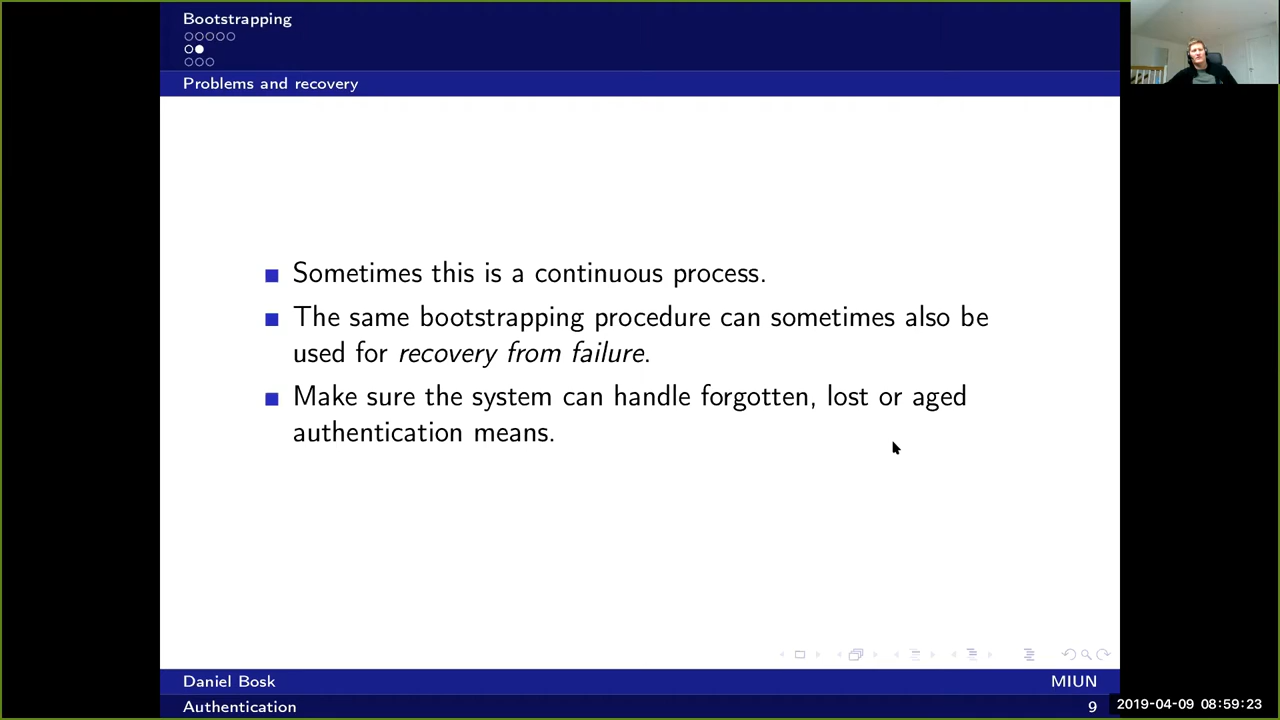 Bootstrapping
Problems and recovery
Sometimes this is a continuous process.
The same bootstrapping procedure can sometimes also be
used for recovery from failure.
Make sure the system can handle forgotten, lost or aged
authentication means.
Daniel Bosk MIUN
Authentication 9
2019-04-09 08:59:23